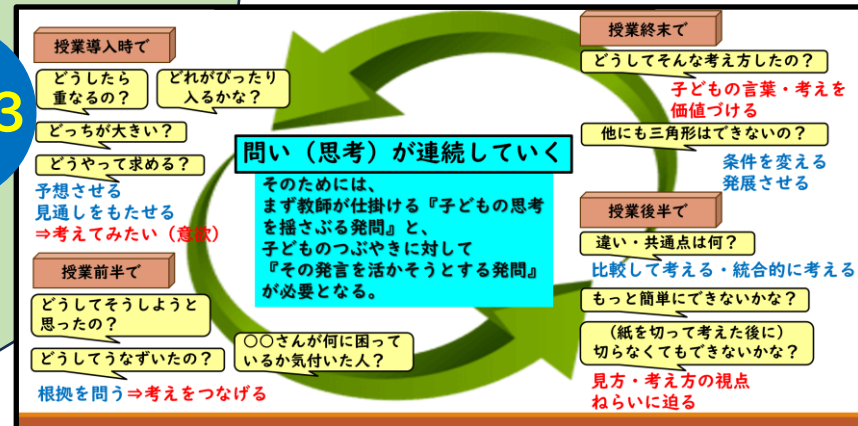 3
授業導入時で
どうしたら
重なるの？
どれがぴったり
入るかな？
どっちが大きい？
どうやって求める？
予想させる
見通しをもたせる
⇒考えてみたい（意欲）
授業前半で
どうしてそうしようと
思ったの？
どうしてうなずいたの？
〇〇さんが何に困って
いるか気付いた人？
根拠を問う⇒考えをつなげる
問い（思考）が連続していく
そのためには、
まず教師が仕掛ける『子どもの思考
を揺さぶる発問』と、
子どものつぶやきに対して
『その発言を活かそうとする発問』
が必要となる。
授業終末で
どうしてそんな考え方したの？
子どもの言葉・考えを
価値づける
他にも三角形はできないの？
条件を変える
発展させる
授業後半で
違い・共通点は何？
比較して考える・統合的に考える
もっと簡単にできないかな？
（紙を切って考えた後に）
切らなくてもできないかな？
見方・考え方の視点
ねらいに迫る